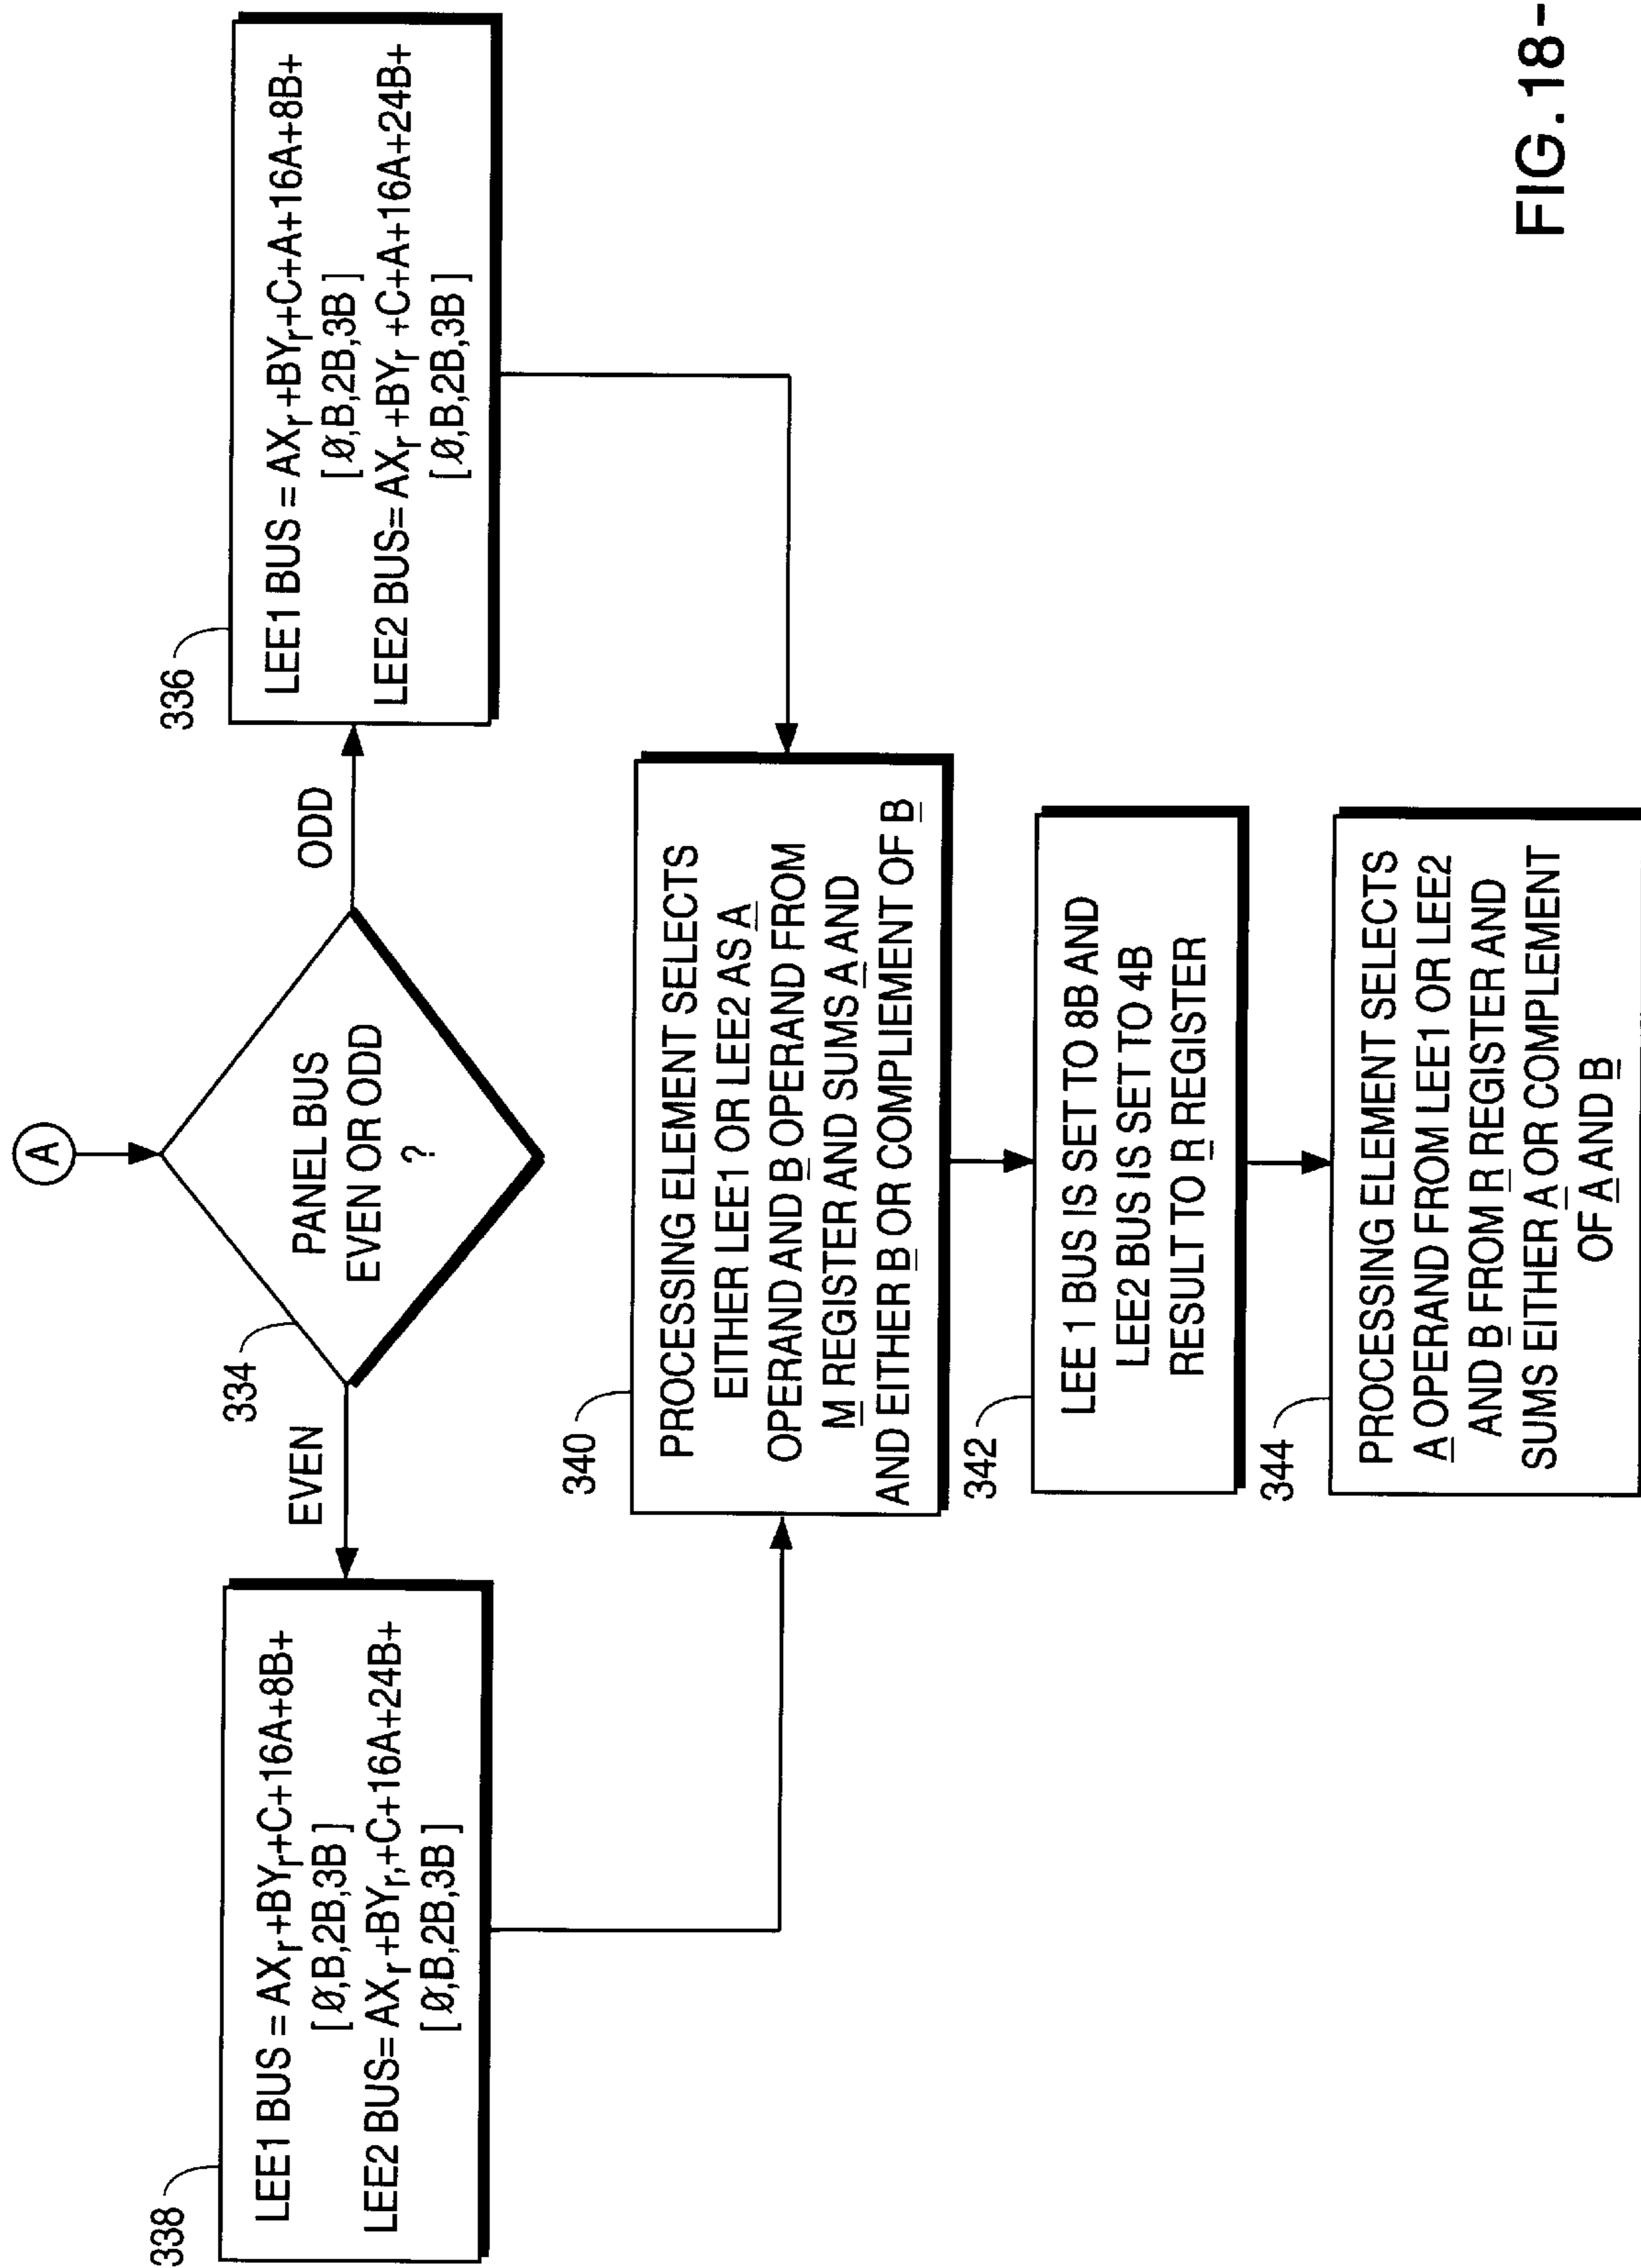 A
334
PANEL BUS
EVEN OR ODD
?
EVEN
ODD
338
LEE1 BUS = AXr+BYr+C+16A+8B+
[Ø,B,2B,3B]
LEE2 BUS= AXr+BYr,+C+16A+24B+
[Ø,B,2B,3B]
336
LEE1 BUS = AXr+BYr+C+A+16A+8B+
[Ø,B,2B,3B]
LEE2 BUS= AXr+BYr +C+A+16A+24B+
[Ø,B,2B,3B]
340
PROCESSING ELEMENT SELECTS
EITHER LEE1 OR LEE2 AS A
OPERAND AND B OPERAND FROM
M REGISTER AND SUMS A AND
AND EITHER B OR COMPLIEMENT OF B
342
LEE 1 BUS IS SET TO 8B AND
LEE2 BUS IS SET TO 4B
RESULT TO R REGISTER
344
PROCESSING ELEMENT SELECTS
A OPERAND FROM LEE1 OR LEE2
AND B FROM R REGISTER AND
SUMS EITHER A OR COMPLEMENT
OF A AND B
FIG. 18-